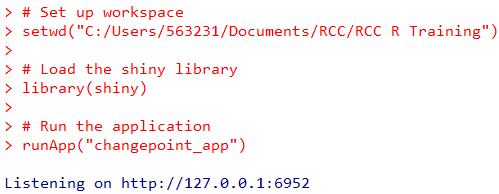 > # Set up workspace
> setwd("C:/Users/563231/Documents/RCC/RCC R Training")
>
> # Load the shiny library
> library(shiny)
>
> # Run the application
> runApp("changepoint_app")
Listening on http://127.0.0.1:6952